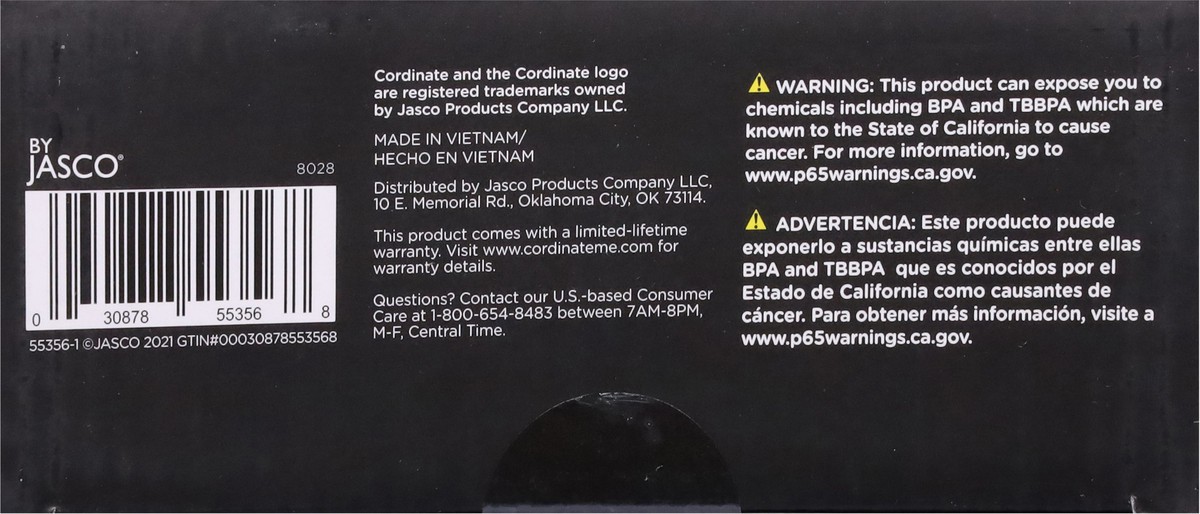 BY
JASCO®
8028
0 30878 55356 8
55356-1 ©JASCO 2021 GTIN#00030878553568
Cordinate and the Cordinate logo
are registered trademarks owned
by Jasco Products Company LLC.
MADE IN VIETNAM/
HECHO EN VIETNAM
Distributed by Jasco Products Company LLC,
10 E. Memorial Rd., Oklahoma City, OK 73114.
This product comes with a limited-lifetime
warranty. Visit www.cordinateme.com for
warranty details.
Questions? Contact our U.S.-based Consumer
Care at 1-800-654-8483 between 7AM-8PM,
M-F, Central Time.
WARNING: This product can expose you to
chemicals including BPA and TBBPA which are
known to the State of California to cause
cancer. For more information, go to
www.p65warnings.ca.gov.
ADVERTENCIA: Este producto puede
exponerlo a sustancias químicas entre ellas
BPA and TBBPA que es conocidos por el
Estado de California como causantes de
cáncer. Para obtener más información, visite a
www.p65warnings.ca.gov.